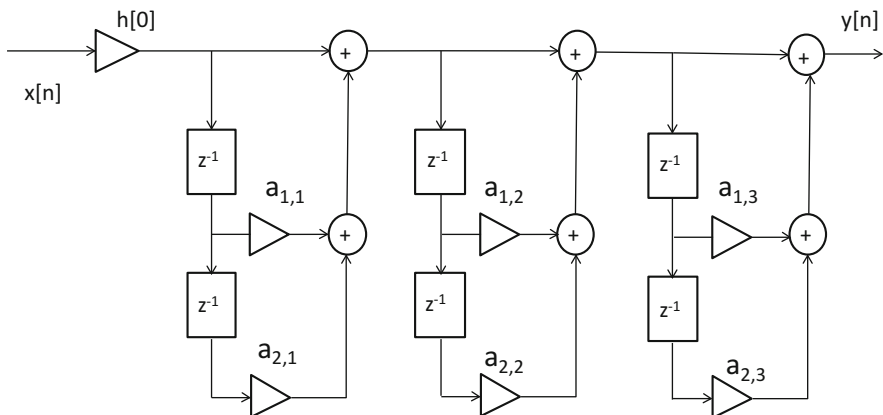 h[0]
y[n]
+
+
+
x[n]
z⁻¹
z⁻¹
z⁻¹
a₁,₁
a₁,₂
a₁,₃
+
+
+
z⁻¹
z⁻¹
z⁻¹
a₂,₁
a₂,₂
a₂,₃